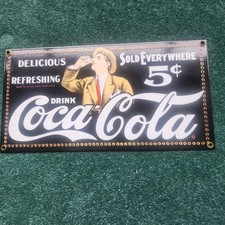 DELICIOUS
REFRESHING
SOLD EVERYWHERE
5¢
DRINK
Coca-Cola